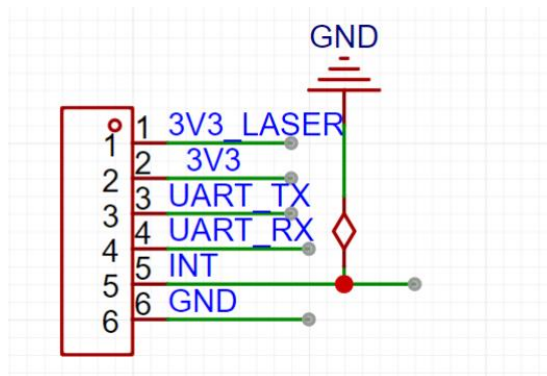 GND
1 1 3V3_LASER
2 2 3V3
3 3 UART_TX
4 4 UART_RX
5 5 INT
6 6 GND